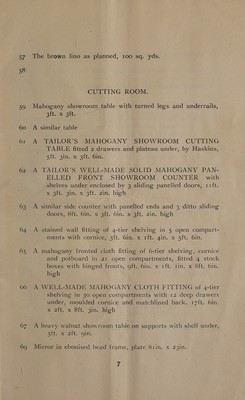 57 The brown lino as planned, 100 sq. yds.
58
CUTTING ROOM.
59 Mahogany showroom table with turned legs and underrails,
3ft. x 3ft.
60 A similar table
61 A TAILOR'S MAHOGANY SHOWROOM CUTTING
TABLE fitted 2 drawers and plateau under, by Haskins,
5ft. 3in. x 3ft. 6in.
62 A TAILOR'S WELL-MADE SOLID MAHOGANY PAN-
ELLED FRONT SHOWROOM COUNTER with
shelves under enclosed by 3 sliding panelled doors, 11ft.
x 3ft. 3in. x 3ft. 2in. high
63 A similar side counter with panelled ends and 3 ditto sliding
doors, 8ft. 6in. x 3ft. 6in. x 3ft. 2in. high
64 A stained wall fitting of 4-tier shelving in 5 open compart-
ments with cornice, 5ft. 6in. x 1ft. 4in. x 5ft. 6in.
65 A mahogany fronted cloth fitting of 6-tier shelving, cornice
and potboard in 21 open compartments, fitted 4 stock
boxes with hinged fronts, 9ft. 6in. x 1ft. 1in. x 8ft. 6in.
high
66 A WELL-MADE MAHOGANY CLOTH FITTING of 4-tier
shelving in 30 open compartments with 12 deep drawers
under, moulded cornice and matchlined back, 17ft. 6in.
x 2ft. x 8ft. 3in. high
67 A heavy walnut showroom table on supports with shelf under,
5ft. x 2ft. 9in.
69 Mirror in ebonised bead frame, plate 81in. x 23in.
7